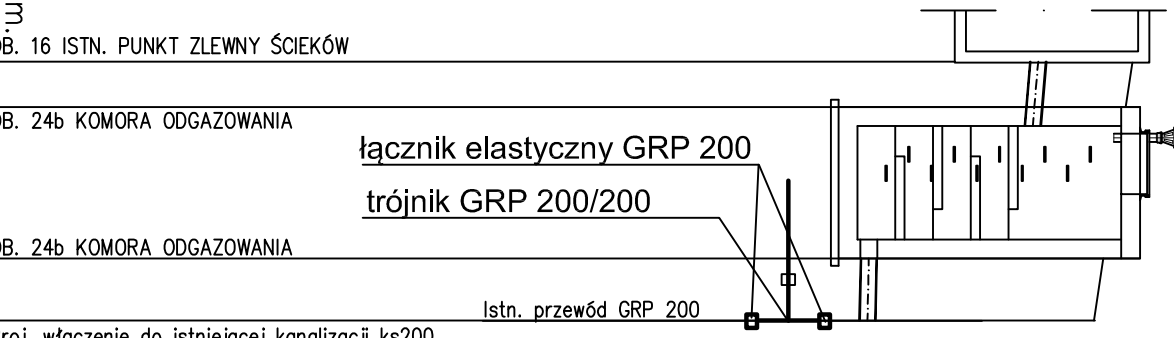 m
OB. 16 ISTN. PUNKT ZLEWNY ŚCIEKÓW
OB. 24b KOMORA ODGAZOWANIA
łącznik elastyczny GRP 200
trójnik GRP 200/200
OB. 24b KOMORA ODGAZOWANIA
Istn. przewód GRP 200
roj. włączenie do istniejącej kanalizacji ks200